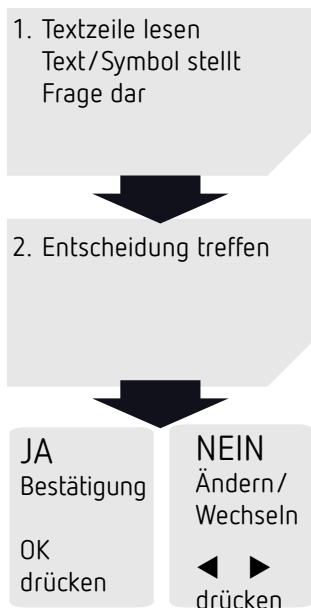 1. Textzeile lesen
Text/Symbol stellt
Frage dar
2. Entscheidung treffen
JA
Bestätigung
OK
drücken
NEIN
Ändern/
Wechseln
◄ ►
drücken